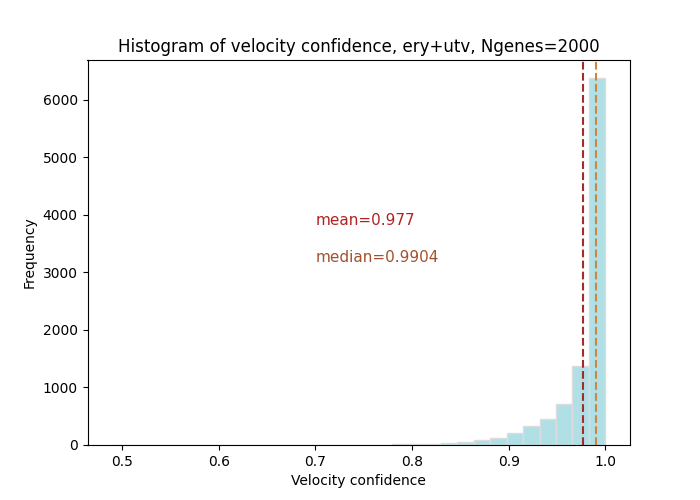 Histogram of velocity confidence, ery+utv, Ngenes=2000
6000
5000
4000
3000
2000
1000
0
Frequency
mean=0.977
median=0.9904
0.5 0.6 0.7 0.8 0.9 1.0
Velocity confidence